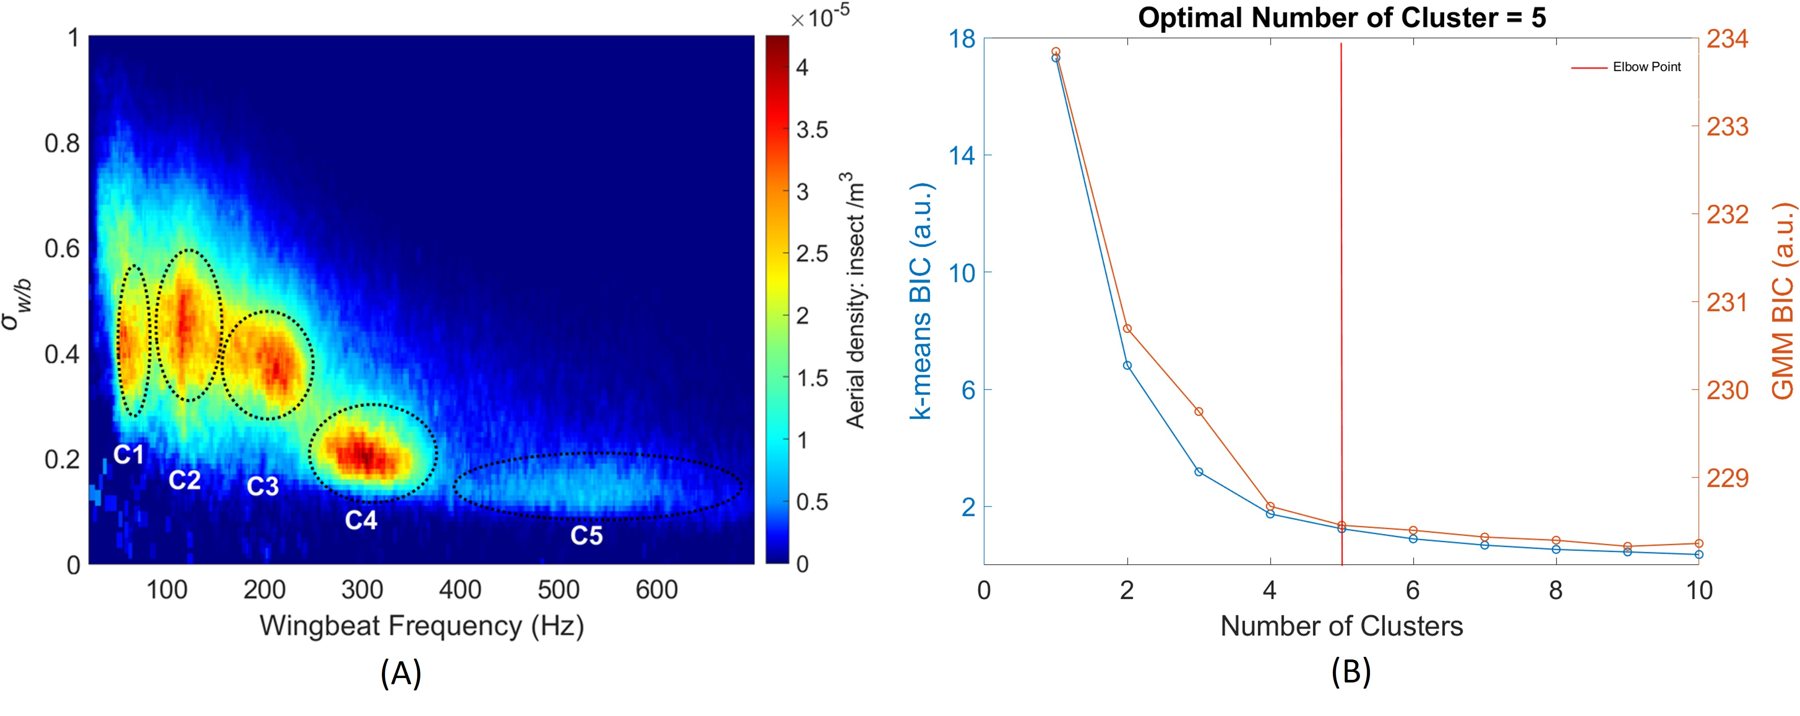 ×10⁻⁵
1
0.8
0.6
0.4
0.2
0
σw/b
C1
C2
C3
C4
C5
100 200 300 400 500 600
Wingbeat Frequency (Hz)
4
3.5
3
2.5
2
1.5
1
0.5
0
Aerial density: insect /m³
(A)
Optimal Number of Cluster = 5
18
14
10
6
2
k-means BIC (a.u.)
Elbow Point
234
233
232
231
230
229
GMM BIC (a.u.)
0 2 4 6 8 10
Number of Clusters
(B)